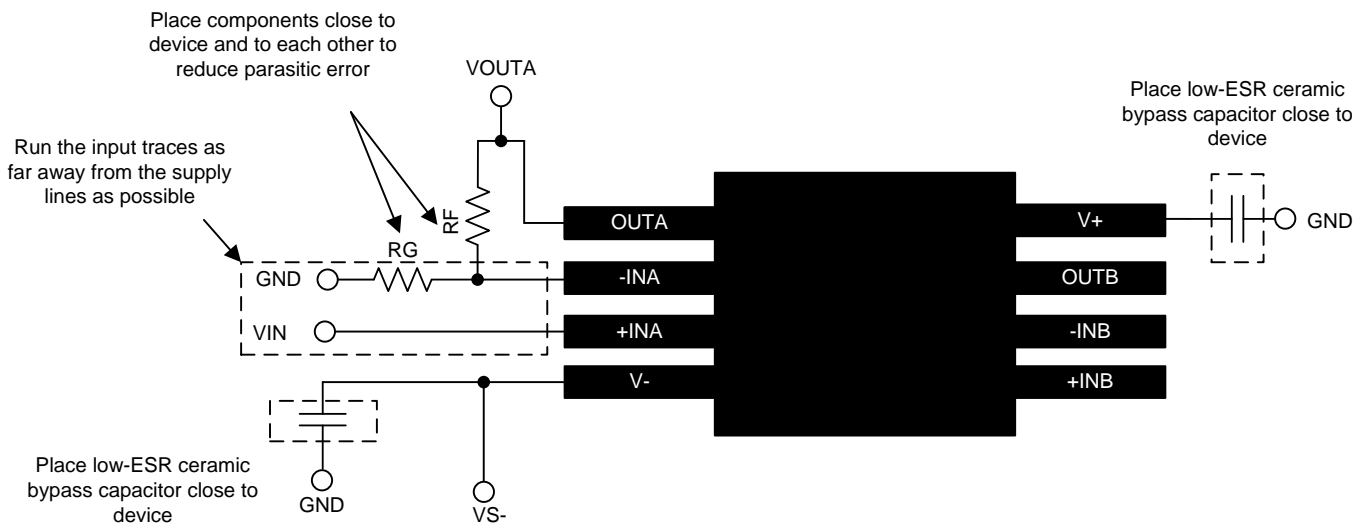 Place components close to
device and to each other to
reduce parasitic error
VOUTA
Place low-ESR ceramic
bypass capacitor close to
device
Run the input traces as
far away from the supply
lines as possible
RF
OUTA
V+
GND
RG
GND
-INA
OUTB
VIN
+INA
-INB
V-
+INB
Place low-ESR ceramic
bypass capacitor close to
device
GND
VS-